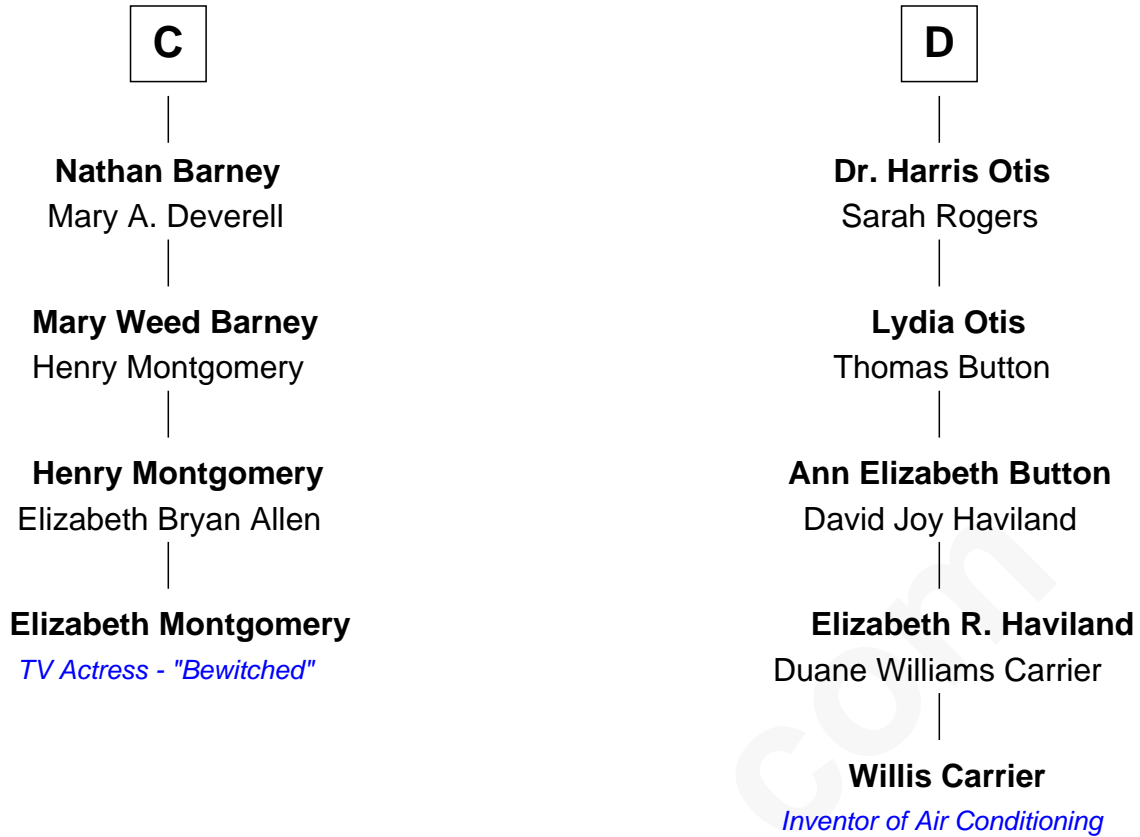 C
Nathan Barney
Mary A. Deverell
Mary Weed Barney
Henry Montgomery
Henry Montgomery
Elizabeth Bryan Allen
Elizabeth Montgomery
TV Actress - "Bewitched"
D
Dr. Harris Otis
Sarah Rogers
Lydia Otis
Thomas Button
Ann Elizabeth Button
David Joy Haviland
Elizabeth R. Haviland
Duane Williams Carrier
Willis Carrier
Inventor of Air Conditioning
com